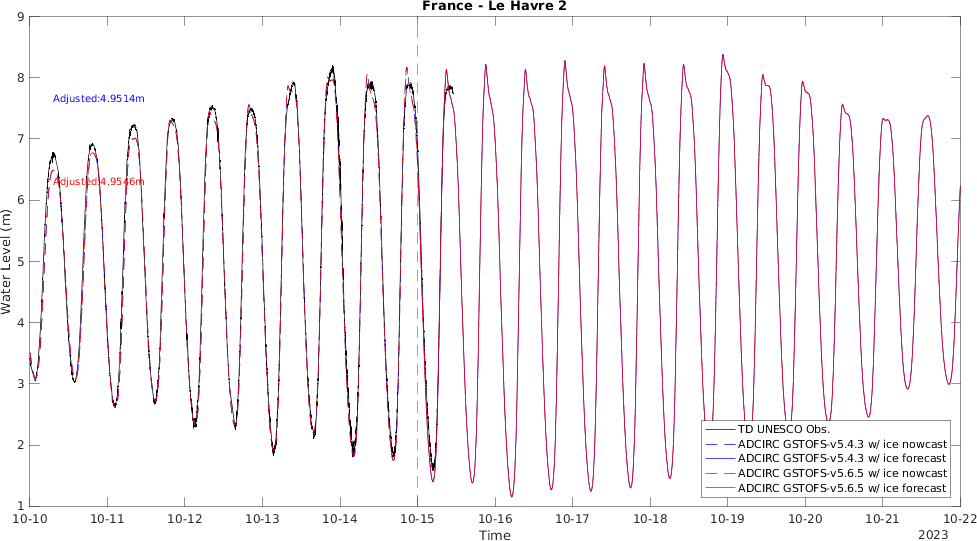 France - Le Havre 2
9
8
7
6
5
4
3
2
1
Water Level (m)
Adjusted:4.9514m
Adjusted:4.9546m
TD UNESCO Obs.
ADCIRC GSTOFS-v5.4.3 w/ ice nowcast
ADCIRC GSTOFS-v5.4.3 w/ ice forecast
ADCIRC GSTOFS-v5.6.5 w/ ice nowcast
ADCIRC GSTOFS-v5.6.5 w/ ice forecast
10-10 10-11 10-12 10-13 10-14 10-15 10-16 10-17 10-18 10-19 10-20 10-21 10-22
Time
2023